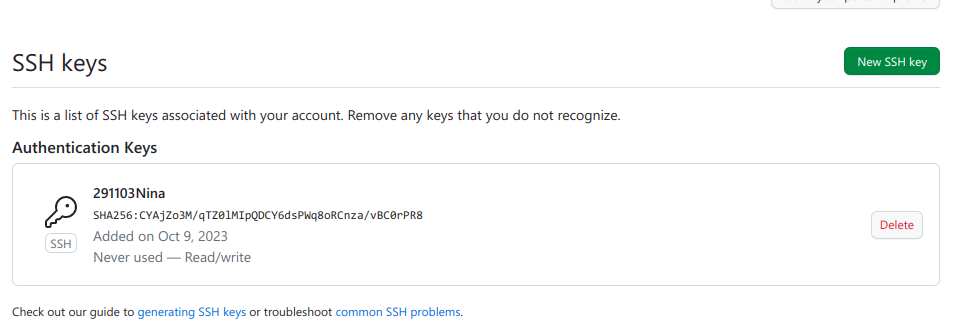 SSH keys
New SSH key
This is a list of SSH keys associated with your account. Remove any keys that you do not recognize.
Authentication Keys
291103Nina
SHA256:CYAjZo3M/qTZ0lMIpQDCY6dsPWq8oRCnza/vBC0rPR8
Added on Oct 9, 2023
SSH
Never used — Read/write
Delete
Check out our guide to generating SSH keys or troubleshoot common SSH problems.